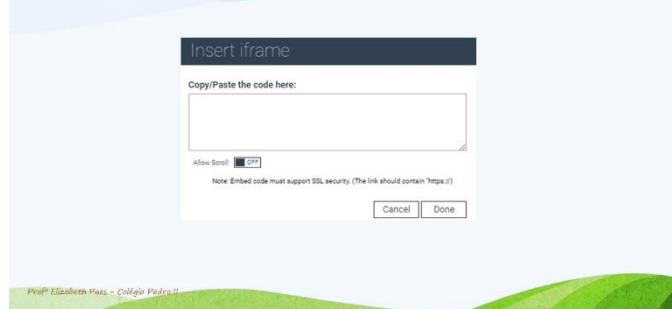 Insert iframe
Copy/Paste the code here:
Allow Scroll OFF
Note: Embed code must support SSL security. (The link should contain "https://)
Cancel Done
Profª Elizabeth Paes – Colégio Pedro II